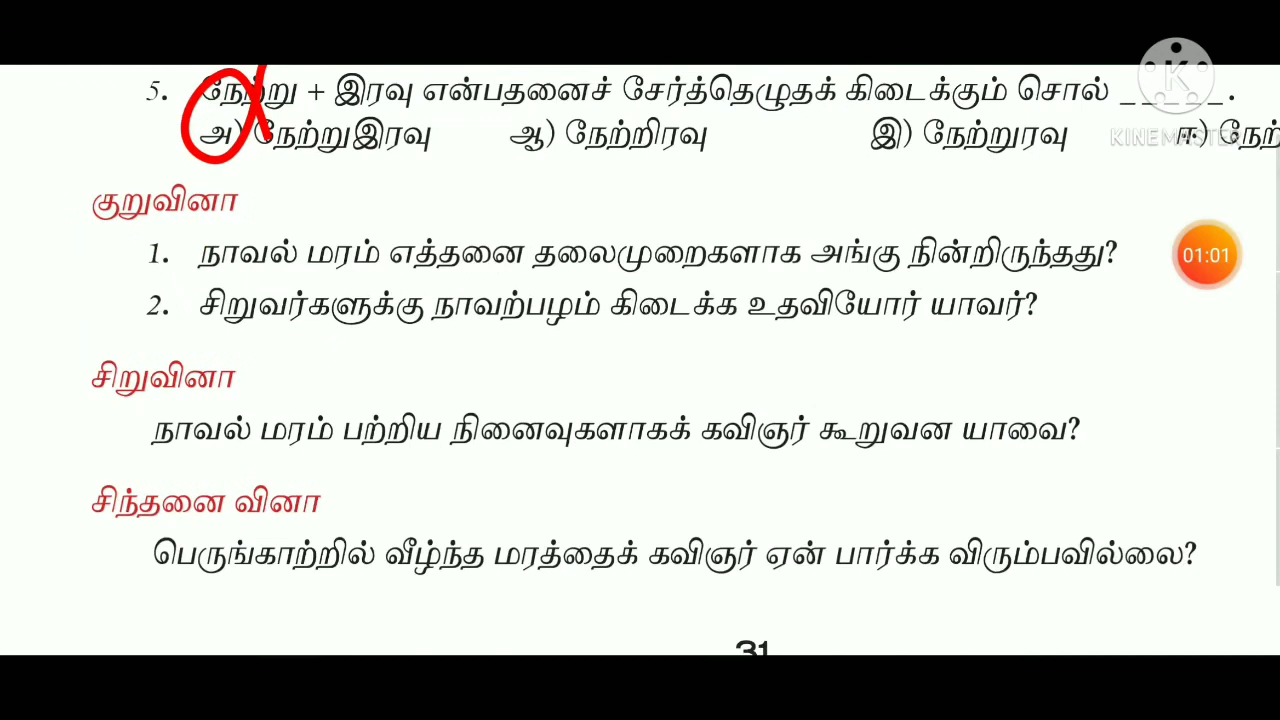 5. நேற்று + இரவு என்பதனைச் சேர்த்தெழுதக் கிடைக்கும் சொல் _ _ _ _ _ .
அ) நேற்றுஇரவு ஆ) நேற்றிரவு இ) நேற்றுரவு ஈ) நேற்
K
KINEMASTER
குறுவினா
1. நாவல் மரம் எத்தனை தலைமுறைகளாக அங்கு நின்றிருந்தது?
01:01
2. சிறுவர்களுக்கு நாவற்பழம் கிடைக்க உதவியோர் யாவர்?
சிறுவினா
நாவல் மரம் பற்றிய நினைவுகளாகக் கவிஞர் கூறுவன யாவை?
சிந்தனை வினா
பெருங்காற்றில் வீழ்ந்த மரத்தைக் கவிஞர் ஏன் பார்க்க விரும்பவில்லை?
31